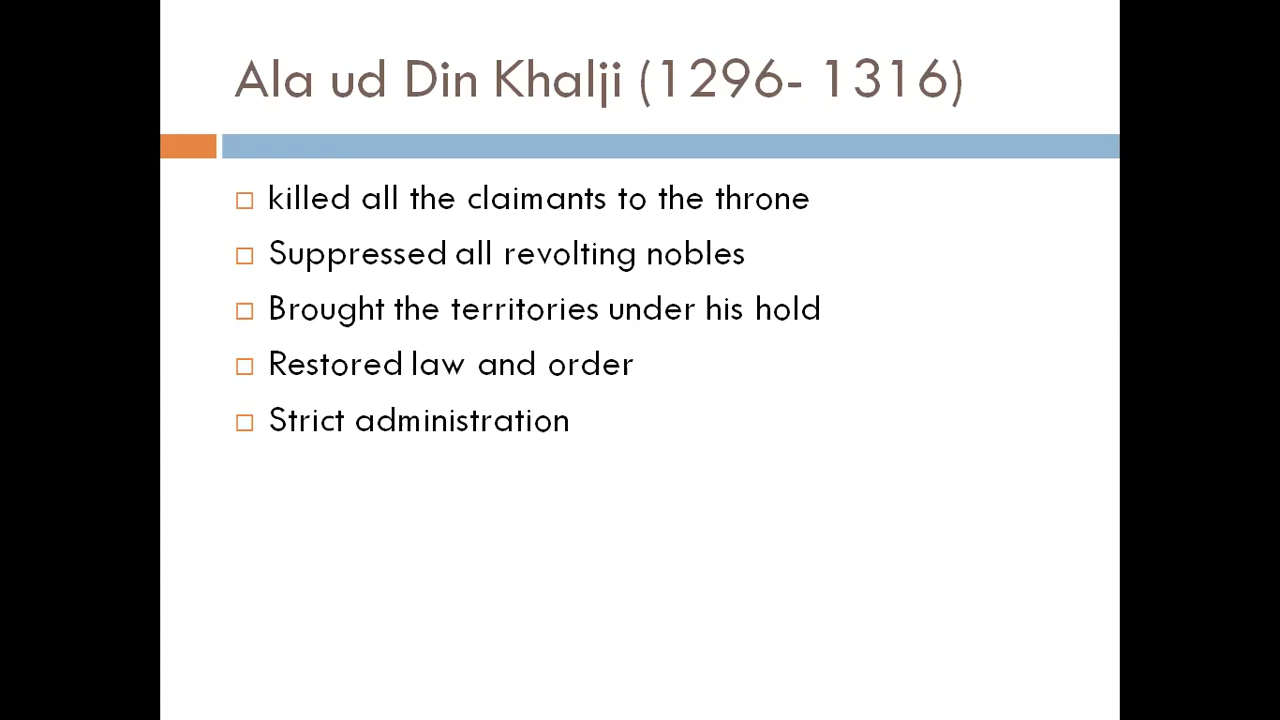 Ala ud Din Khalji (1296- 1316)
killed all the claimants to the throne
Suppressed all revolting nobles
Brought the territories under his hold
Restored law and order
Strict administration